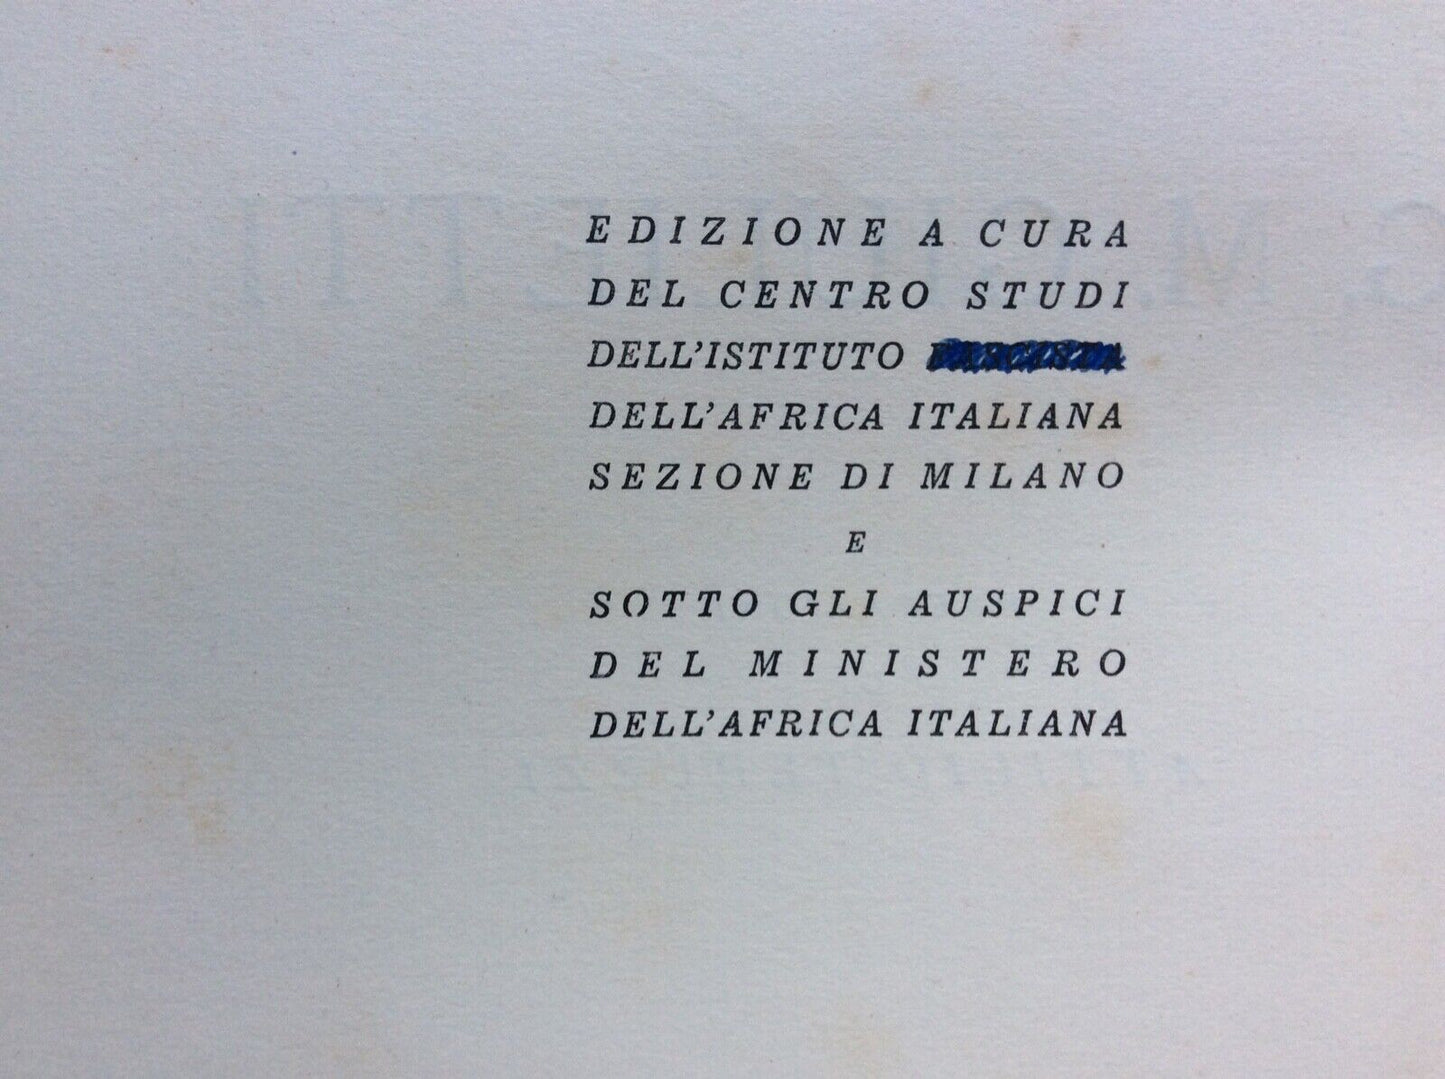 EDIZIONE A CURA
DEL CENTRO STUDI
DELL'ISTITUTO
DELL'AFRICA ITALIANA
SEZIONE DI MILANO
E
SOTTO GLI AUSPICI
DEL MINISTERO
DELL'AFRICA ITALIANA